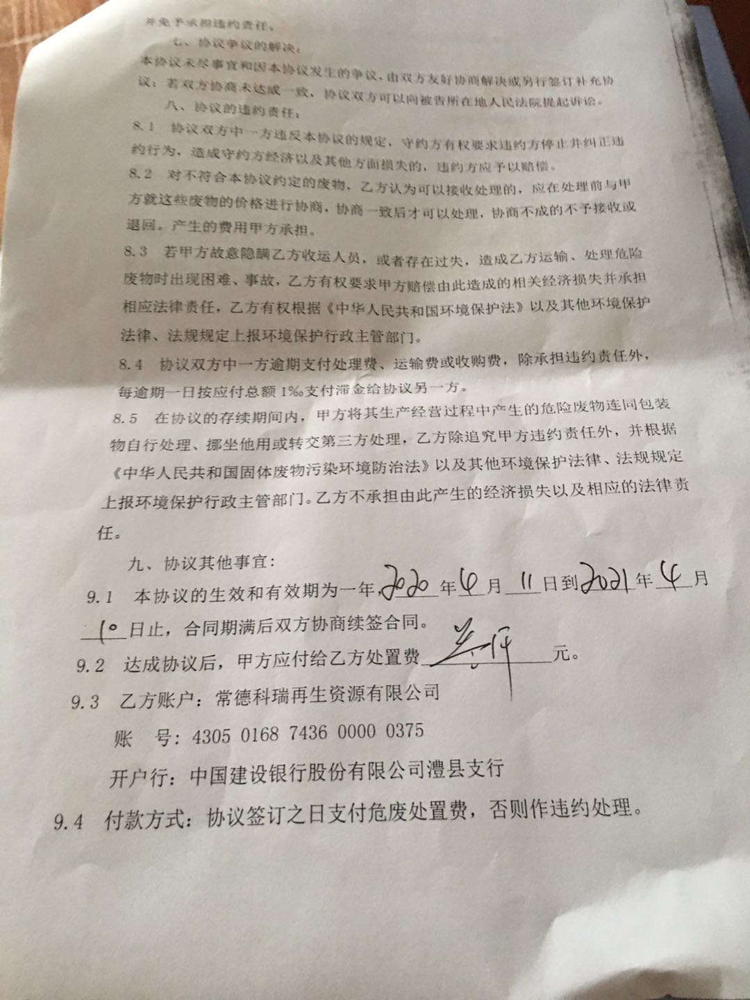 并免予承担违约责任。
七、协议争议的解决：
本协议未尽事宜和因本协议发生的争议，由双方友好协商解决或另行签订补充协
议；若双方协商未达成一致，协议双方可以向被告所在地人民法院提起诉讼。
八、协议的违约责任：
8.1 协议双方中一方违反本协议的规定，守约方有权要求违约方停止并纠正违
约行为，造成守约方经济以及其他方面损失的，违约方应予以赔偿。
8.2 对不符合本协议约定的废物，乙方认为可以接收处理的，应在处理前与甲
方就这些废物的价格进行协商，协商一致后才可以处理，协商不成的不予接收或
退回。产生的费用甲方承担。
8.3 若甲方故意隐瞒乙方收运人员，或者存在过失，造成乙方运输、处理危险
废物时出现困难、事故，乙方有权要求甲方赔偿由此造成的相关经济损失并承担
相应法律责任，乙方有权根据《中华人民共和国环境保护法》以及其他环境保护
法律、法规规定上报环境保护行政主管部门。
8.4 协议双方中一方逾期支付处理费、运输费或收购费，除承担违约责任外，
每逾期一日按应付总额1‰支付滞金给协议另一方。
8.5 在协议的存续期间内，甲方将其生产经营过程中产生的危险废物连同包装
物自行处理、挪坐他用或转交第三方处理，乙方除追究甲方违约责任外，并根据
《中华人民共和国固体废物污染环境防治法》以及其他环境保护法律、法规规定
上报环境保护行政主管部门。乙方不承担由此产生的经济损失以及相应的法律责
任。
九、协议其他事宜：
9.1 本协议的生效和有效期为一年，2020年4月11日到2021年4月
10日止，合同期满后双方协商续签合同。
9.2 达成协议后，甲方应付给乙方处置费 仟 元。
9.3 乙方账户：常德科瑞再生资源有限公司
账 号：4305 0168 7436 0000 0375
开户行：中国建设银行股份有限公司澧县支行
9.4 付款方式：协议签订之日支付危废处置费，否则作违约处理。